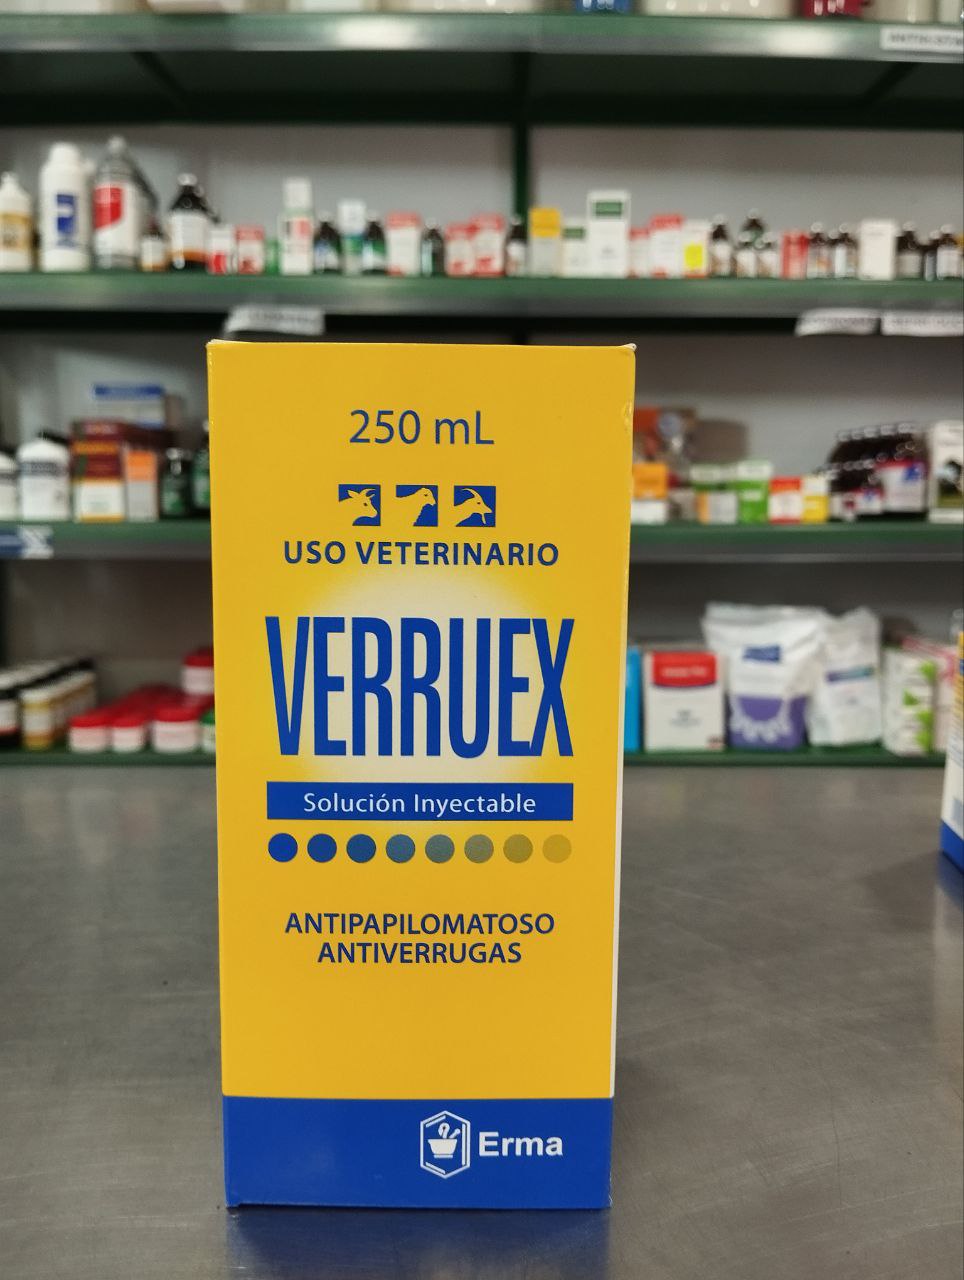 250 mL
USO VETERINARIO
VERRUEX
Solución Inyectable
ANTIPAPILOMATOSO
ANTIVERRUGAS
Erma